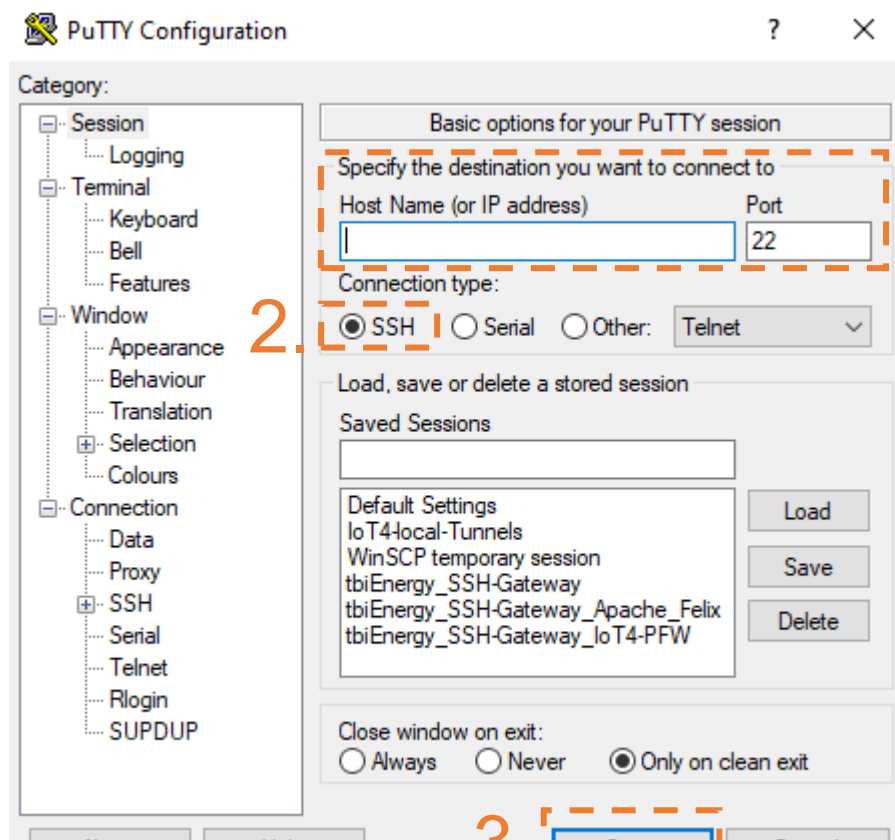 PuTTY Configuration
?
Category:
Session
Logging
Terminal
Keyboard
Bell
Features
Window
Appearance
Behaviour
Translation
Selection
Colours
Connection
Data
Proxy
SSH
Serial
Telnet
Rlogin
SUPDUP
Basic options for your PuTTY session
Specify the destination you want to connect to
Host Name (or IP address) Port
22
Connection type:
2. SSH Serial Other: Telnet
Load, save or delete a stored session
Saved Sessions
Default Settings
IoT4-local-Tunnels
WinSCP temporary session
tbiEnergy_SSH-Gateway
tbiEnergy_SSH-Gateway_Apache_Felix
tbiEnergy_SSH-Gateway_IoT4-PFW
Load
Save
Delete
Close window on exit:
Always Never Only on clean exit
3.